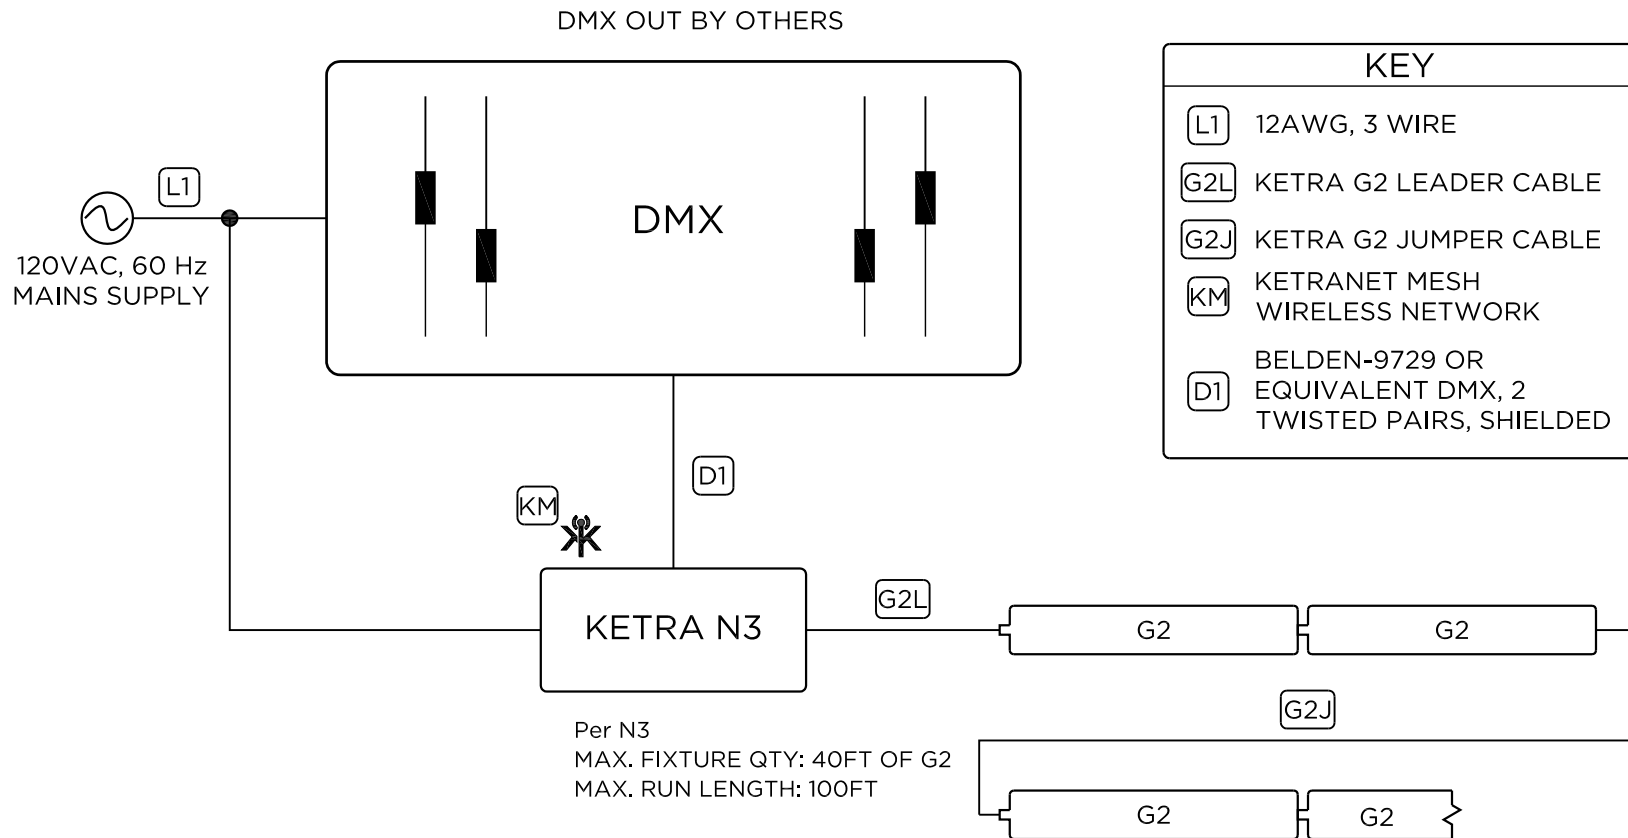 DMX OUT BY OTHERS
DMX
L1
120VAC, 60 Hz
MAINS SUPPLY
KEY
L1 12AWG, 3 WIRE
G2L KETRA G2 LEADER CABLE
G2J KETRA G2 JUMPER CABLE
KM KETRANET MESH
WIRELESS NETWORK
D1 BELDEN-9729 OR
EQUIVALENT DMX, 2
TWISTED PAIRS, SHIELDED
D1
KM
KETRA N3
G2L
G2
G2
Per N3
MAX. FIXTURE QTY: 40FT OF G2
MAX. RUN LENGTH: 100FT
G2J
G2
G2